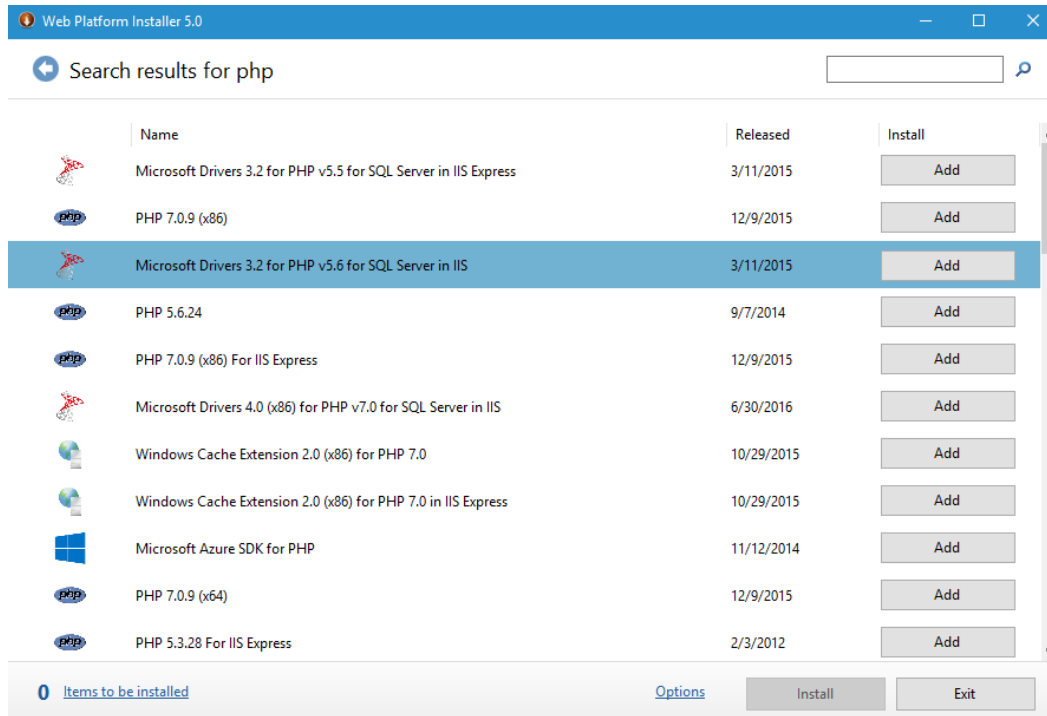 Web Platform Installer 5.0
Search results for php
Name Released Install
Microsoft Drivers 3.2 for PHP v5.5 for SQL Server in IIS Express 3/11/2015 Add
php PHP 7.0.9 (x86) 12/9/2015 Add
Microsoft Drivers 3.2 for PHP v5.6 for SQL Server in IIS 3/11/2015 Add
php PHP 5.6.24 9/7/2014 Add
php PHP 7.0.9 (x86) For IIS Express 12/9/2015 Add
Microsoft Drivers 4.0 (x86) for PHP v7.0 for SQL Server in IIS 6/30/2016 Add
Windows Cache Extension 2.0 (x86) for PHP 7.0 10/29/2015 Add
Windows Cache Extension 2.0 (x86) for PHP 7.0 in IIS Express 10/29/2015 Add
Microsoft Azure SDK for PHP 11/12/2014 Add
php PHP 7.0.9 (x64) 12/9/2015 Add
php PHP 5.3.28 For IIS Express 2/3/2012 Add
0 Items to be installed Options Install Exit